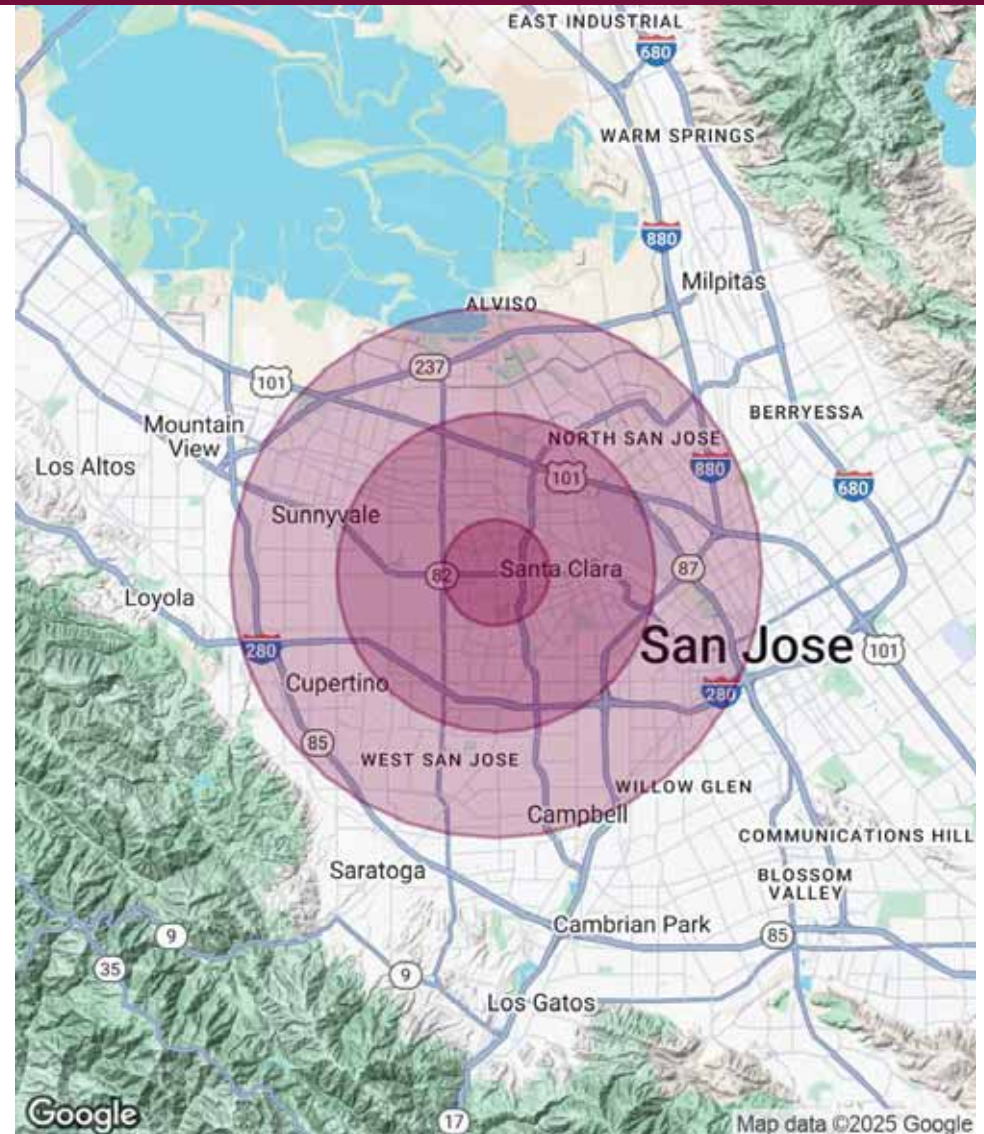 EAST INDUSTRIAL
680
WARM SPRINGS
880
Milpitas
ALVISO
237
101
BERRYESSA
Mountain
View
NORTH SAN JOSE
Los Altos
880
101
680
Sunnyvale
Santa Clara
82
87
Loyola
San Jose
101
280
Cupertino
280
85
WEST SAN JOSE
WILLOW GLEN
Campbell
COMMUNICATIONS HILL
Saratoga
BLOSSOM
VALLEY
Cambrian Park
85
9
35
9
Los Gatos
17
Google
Map data ©2025 Google